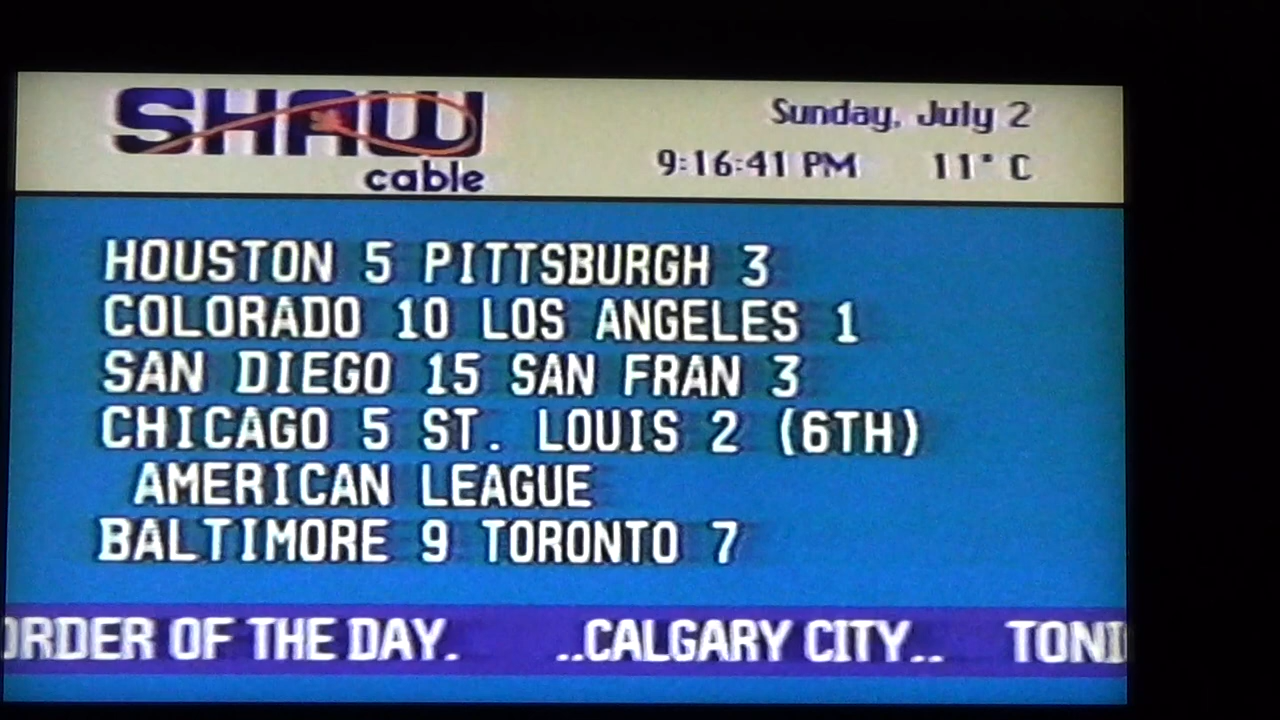 SHAW
cable
Sunday, July 2
9:16:41 PM 11° C
HOUSTON 5 PITTSBURGH 3
COLORADO 10 LOS ANGELES 1
SAN DIEGO 15 SAN FRAN 3
CHICAGO 5 ST. LOUIS 2 (6TH)
AMERICAN LEAGUE
BALTIMORE 9 TORONTO 7
ORDER OF THE DAY. ..CALGARY CITY.. TONI